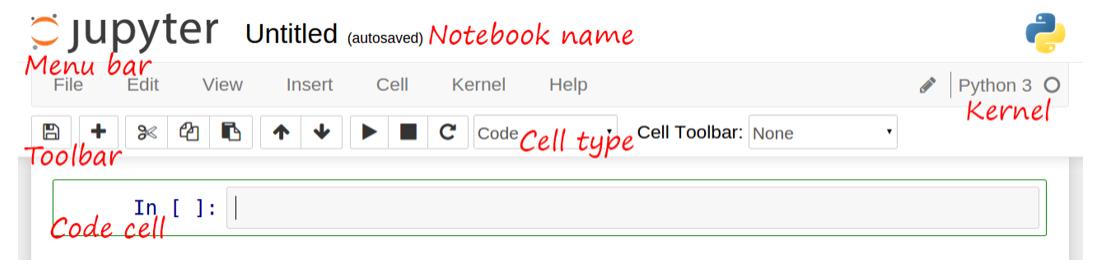 jupyter Untitled (autosaved) Notebook name
Menu bar
File Edit View Insert Cell Kernel Help Python 3
Kernel
Code Cell type Cell Toolbar: None
Toolbar
In [ ]:
Code cell